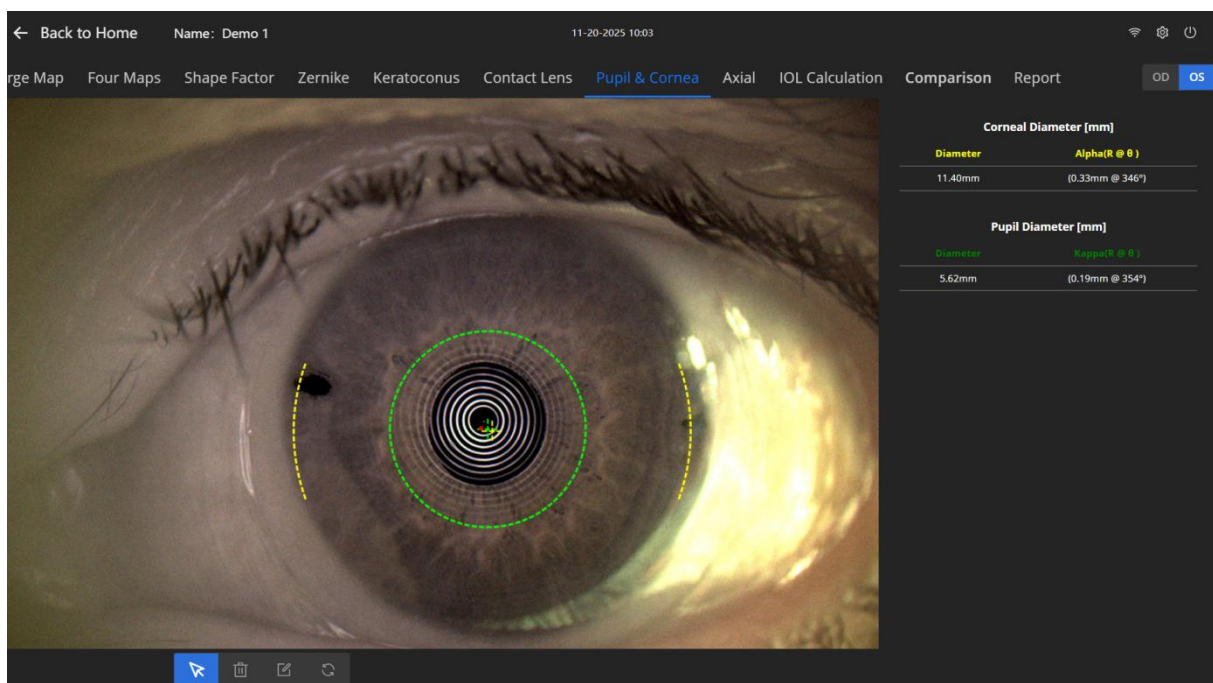 ← Back to Home Name: Demo 1 11-20-2025 10:03
rge Map Four Maps Shape Factor Zernike Keratoconus Contact Lens Pupil & Cornea Axial IOL Calculation Comparison Report OD OS
Corneal Diameter [mm]
Diameter Alpha(R @ θ )
11.40mm (0.33mm @ 346°)
Pupil Diameter [mm]
Diameter Kappa(R @ θ )
5.62mm (0.19mm @ 354°)